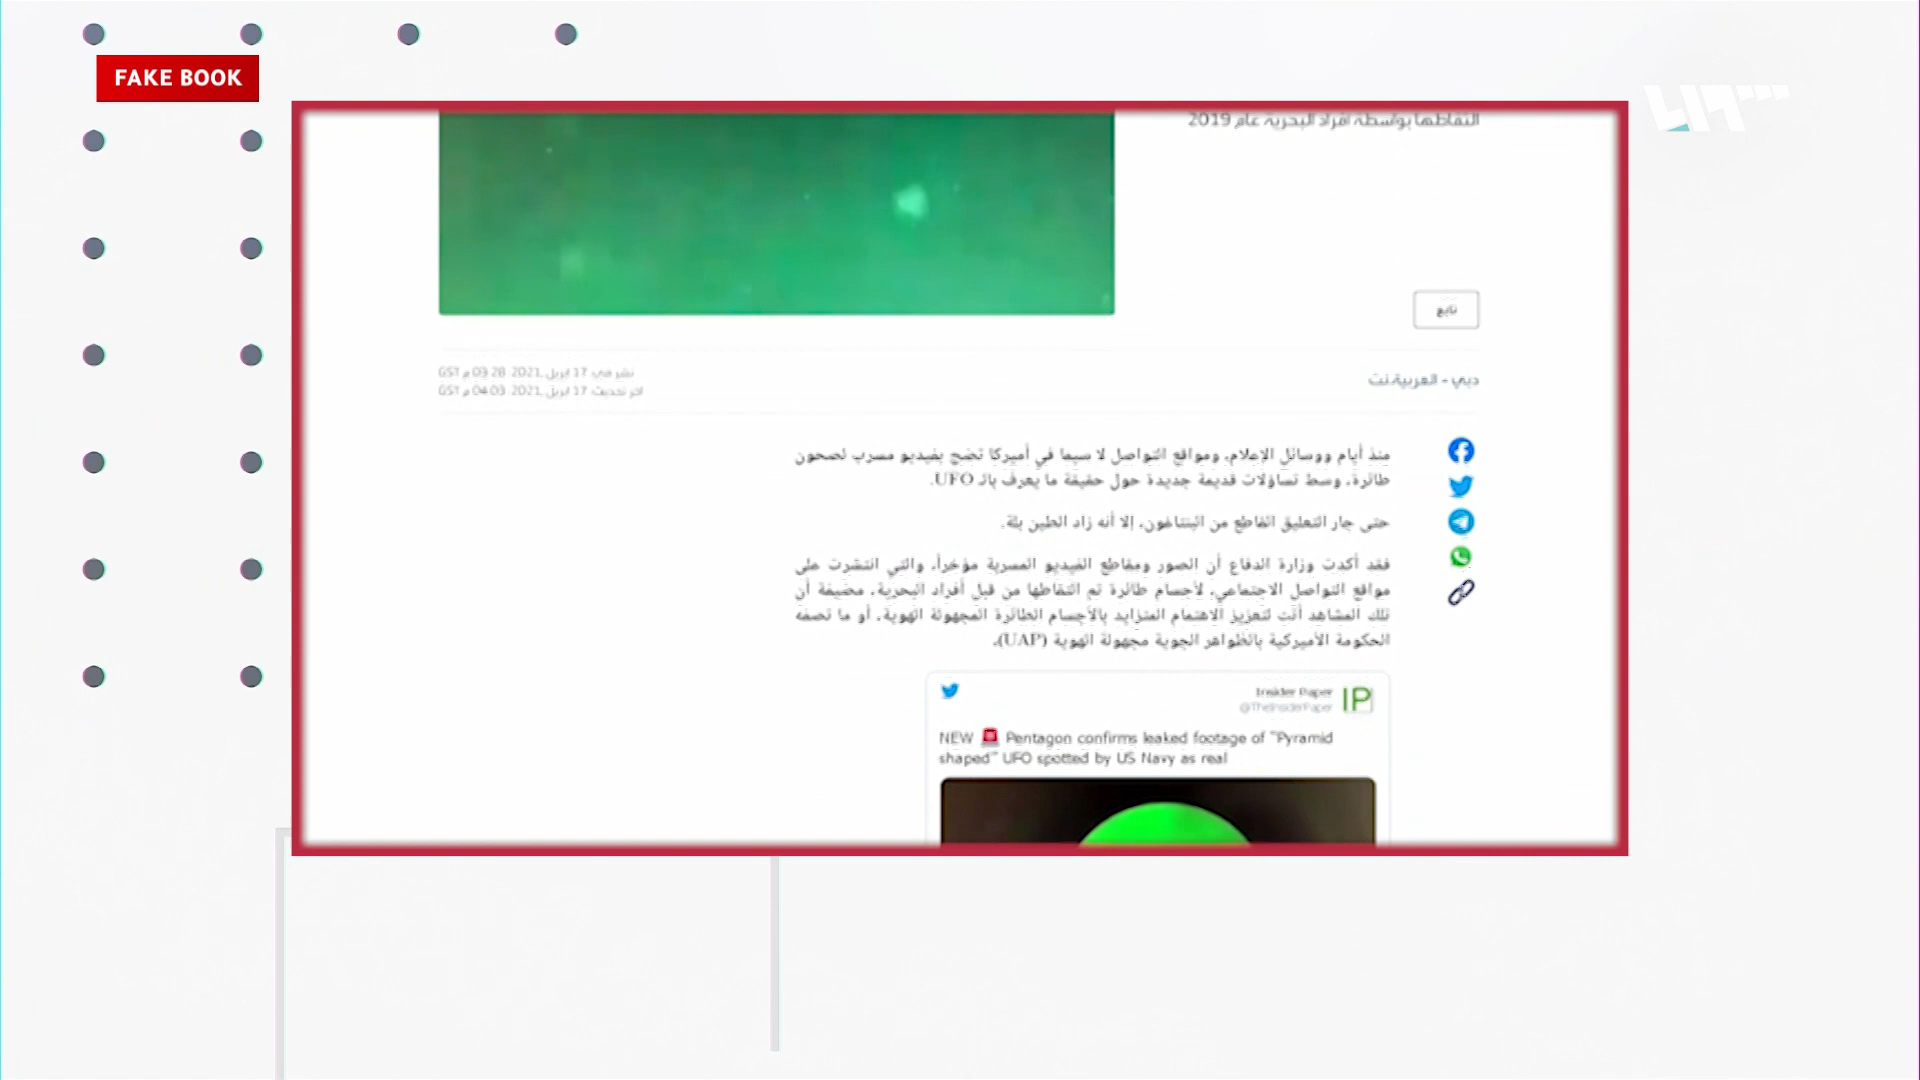 FAKE BOOK
التقاطها بواسطة أفراد البحرية عام 2019
تابع
دبي - العربية.نت
نشر في: 17 ابريل ,2021: 03:28 م GST
آخر تحديث: 17 ابريل ,2021: 04:03 م GST
منذ أيام ووسائل الإعلام، ومواقع التواصل لا سيما في أميركا تضج بفيديو مسرب لصحون
طائرة، وسط تساؤلات قديمة جديدة حول حقيقة ما يعرف بالـ UFO.
حتى جاء التعليق القاطع من البنتاغون، إلا أنه زاد الطين بلة.
فقد أكدت وزارة الدفاع أن الصور ومقاطع الفيديو المسربة مؤخراً، والتي انتشرت على
مواقع التواصل الاجتماعي، لأجسام طائرة تم التقاطها من قبل أفراد البحرية، مضيفة أن
تلك المشاهد أتت لتعزيز الاهتمام المتزايد بالأجسام الطائرة المجهولة الهوية، أو ما تصفه
الحكومة الأميركية بالظواهر الجوية مجهولة الهوية (UAP).
Insider Paper
@TheInsiderPaper
NEW 🚨 Pentagon confirms leaked footage of "Pyramid
shaped" UFO spotted by US Navy as real